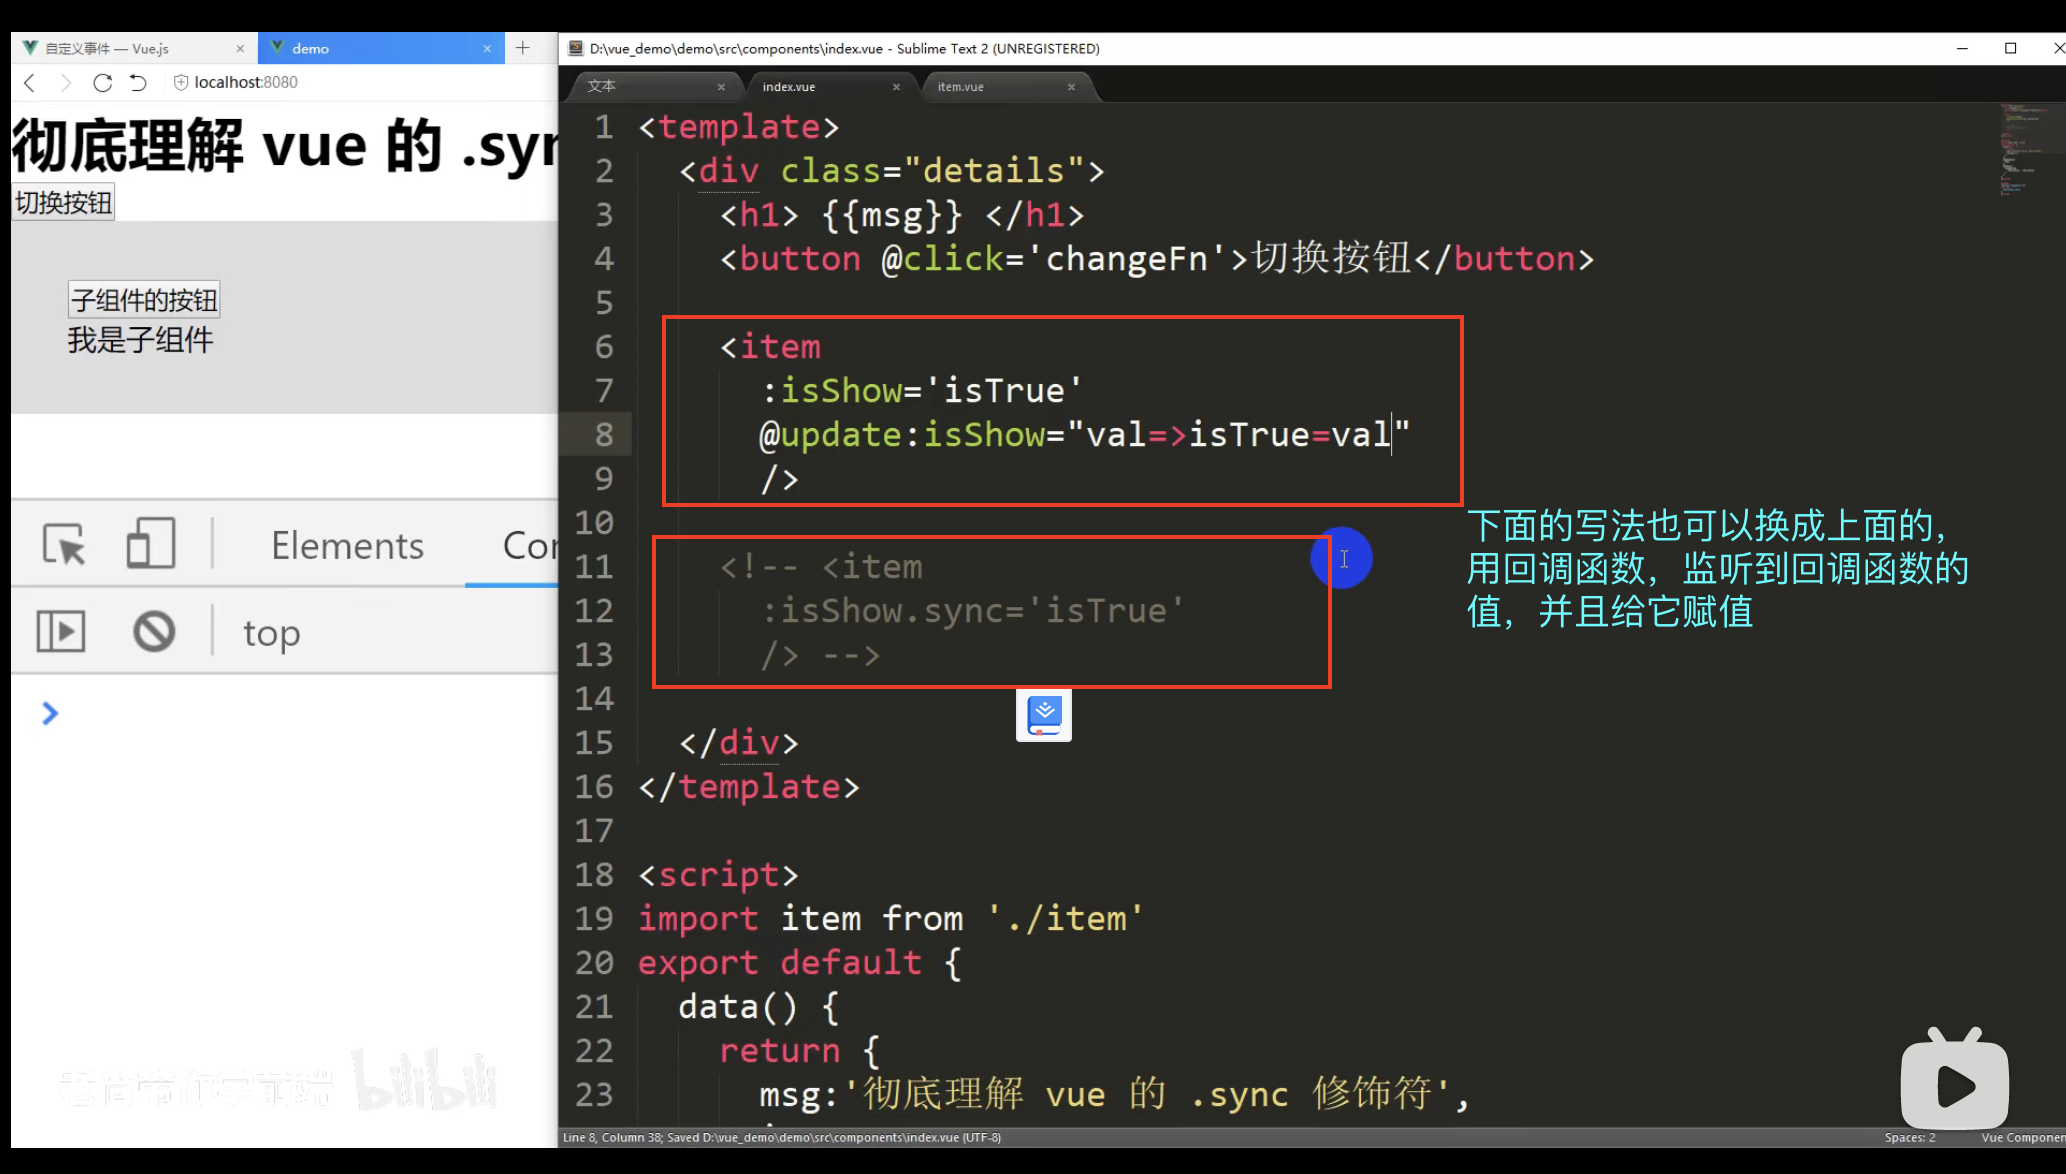 自定义事件 — Vue.js
demo
localhost:8080
彻底理解 vue 的 .syn
切换按钮
子组件的按钮
我是子组件
Elements
Con
top
bilibili
D:\vue_demo\demo\src\components\index.vue - Sublime Text 2 (UNREGISTERED)
文本
index.vue
item.vue
1 <template>
2 <div class="details">
3 <h1> {{msg}} </h1>
4 <button @click='changeFn'>切换按钮</button>
5
6 <item
7 :isShow='isTrue'
8 @update:isShow="val=>isTrue=val"
9 />
10
11 <!-- <item
12 :isShow.sync='isTrue'
13 /> -->
14
15 </div>
16 </template>
17
18 <script>
19 import item from './item'
20 export default {
21 data() {
22 return {
23 msg:'彻底理解 vue 的 .sync 修饰符',
下面的写法也可以换成上面的,
用回调函数，监听到回调函数的
值，并且给它赋值
Line 8, Column 38; Saved D:\vue_demo\demo\src\components\index.vue (UTF-8)
Spaces: 2
Vue Componen